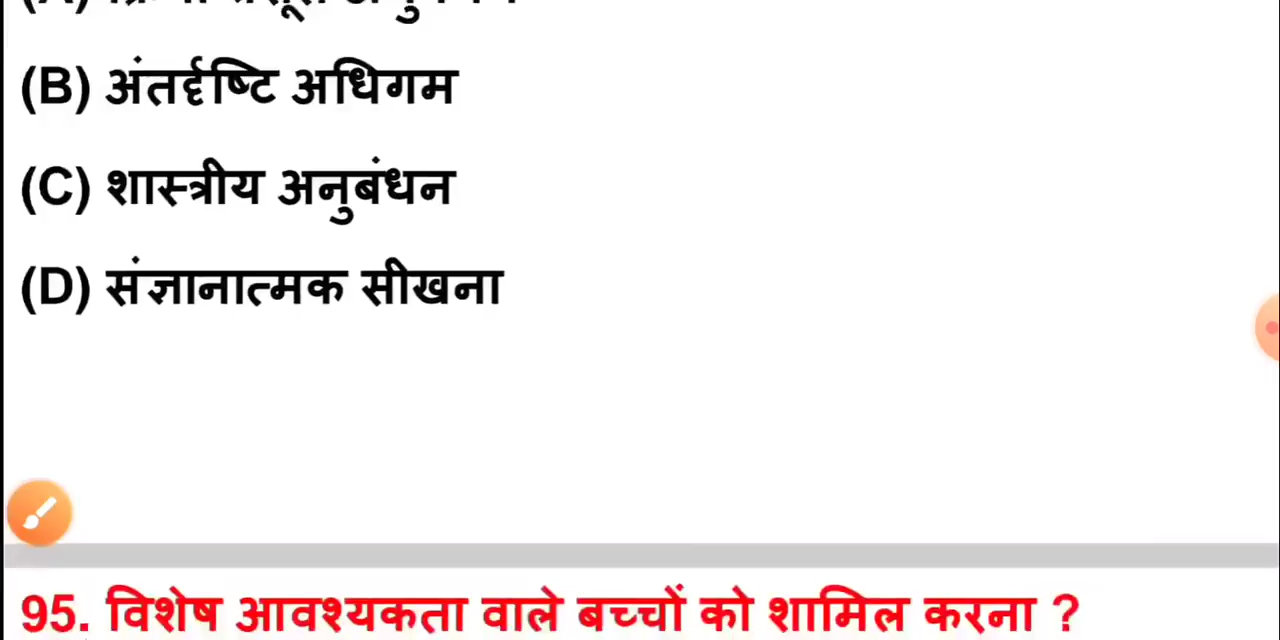 (B) अंतर्दृष्टि अधिगम
(C) शास्त्रीय अनुबंधन
(D) संज्ञानात्मक सीखना
95. विशेष आवश्यकता वाले बच्चों को शामिल करना ?